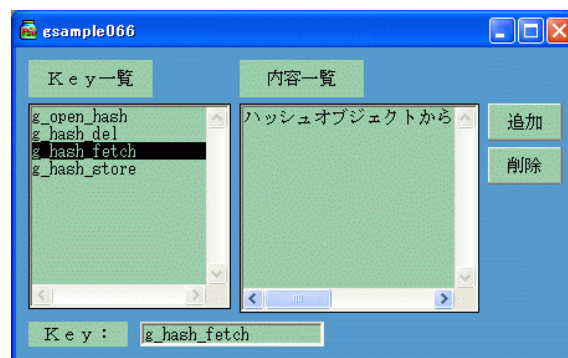 gsample066
Key一覧
内容一覧
g_open_hash
g_hash_del
g_hash_fetch
g_hash_store
ハッシュオブジェクトから
追加
削除
Key:
g_hash_fetch